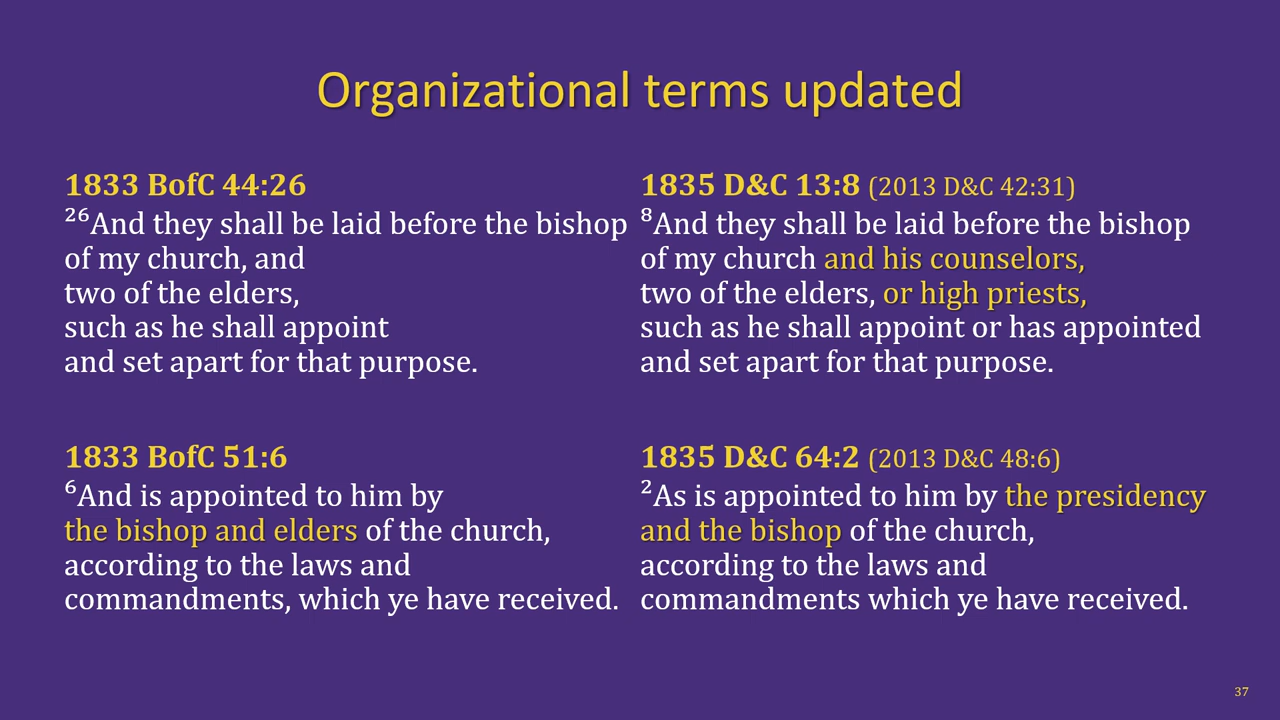 Organizational terms updated
1833 BofC 44:26
²⁶And they shall be laid before the bishop
of my church, and
two of the elders,
such as he shall appoint
and set apart for that purpose.
1835 D&C 13:8 (2013 D&C 42:31)
⁸And they shall be laid before the bishop
of my church and his counselors,
two of the elders, or high priests,
such as he shall appoint or has appointed
and set apart for that purpose.
1833 BofC 51:6
⁶And is appointed to him by
the bishop and elders of the church,
according to the laws and
commandments, which ye have received.
1835 D&C 64:2 (2013 D&C 48:6)
²As is appointed to him by the presidency
and the bishop of the church,
according to the laws and
commandments which ye have received.
37